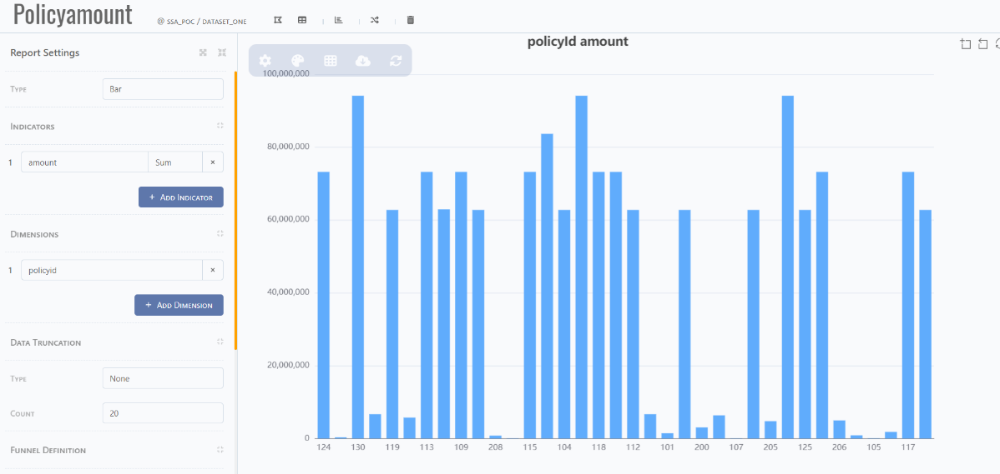 Policyamount
@ SSA_POC / DATASET_ONE
Report Settings
TYPE
Bar
INDICATORS
1
amount
Sum
×
+ ADD INDICATOR
DIMENSIONS
1
policyid
×
+ ADD DIMENSION
DATA TRUNCATION
TYPE
None
COUNT
20
FUNNEL DEFINITION
policyId amount
100,000,000
80,000,000
60,000,000
40,000,000
20,000,000
0
124 130 119 113 109 208 115 104 118 112 101 200 107 205 125 206 105 117